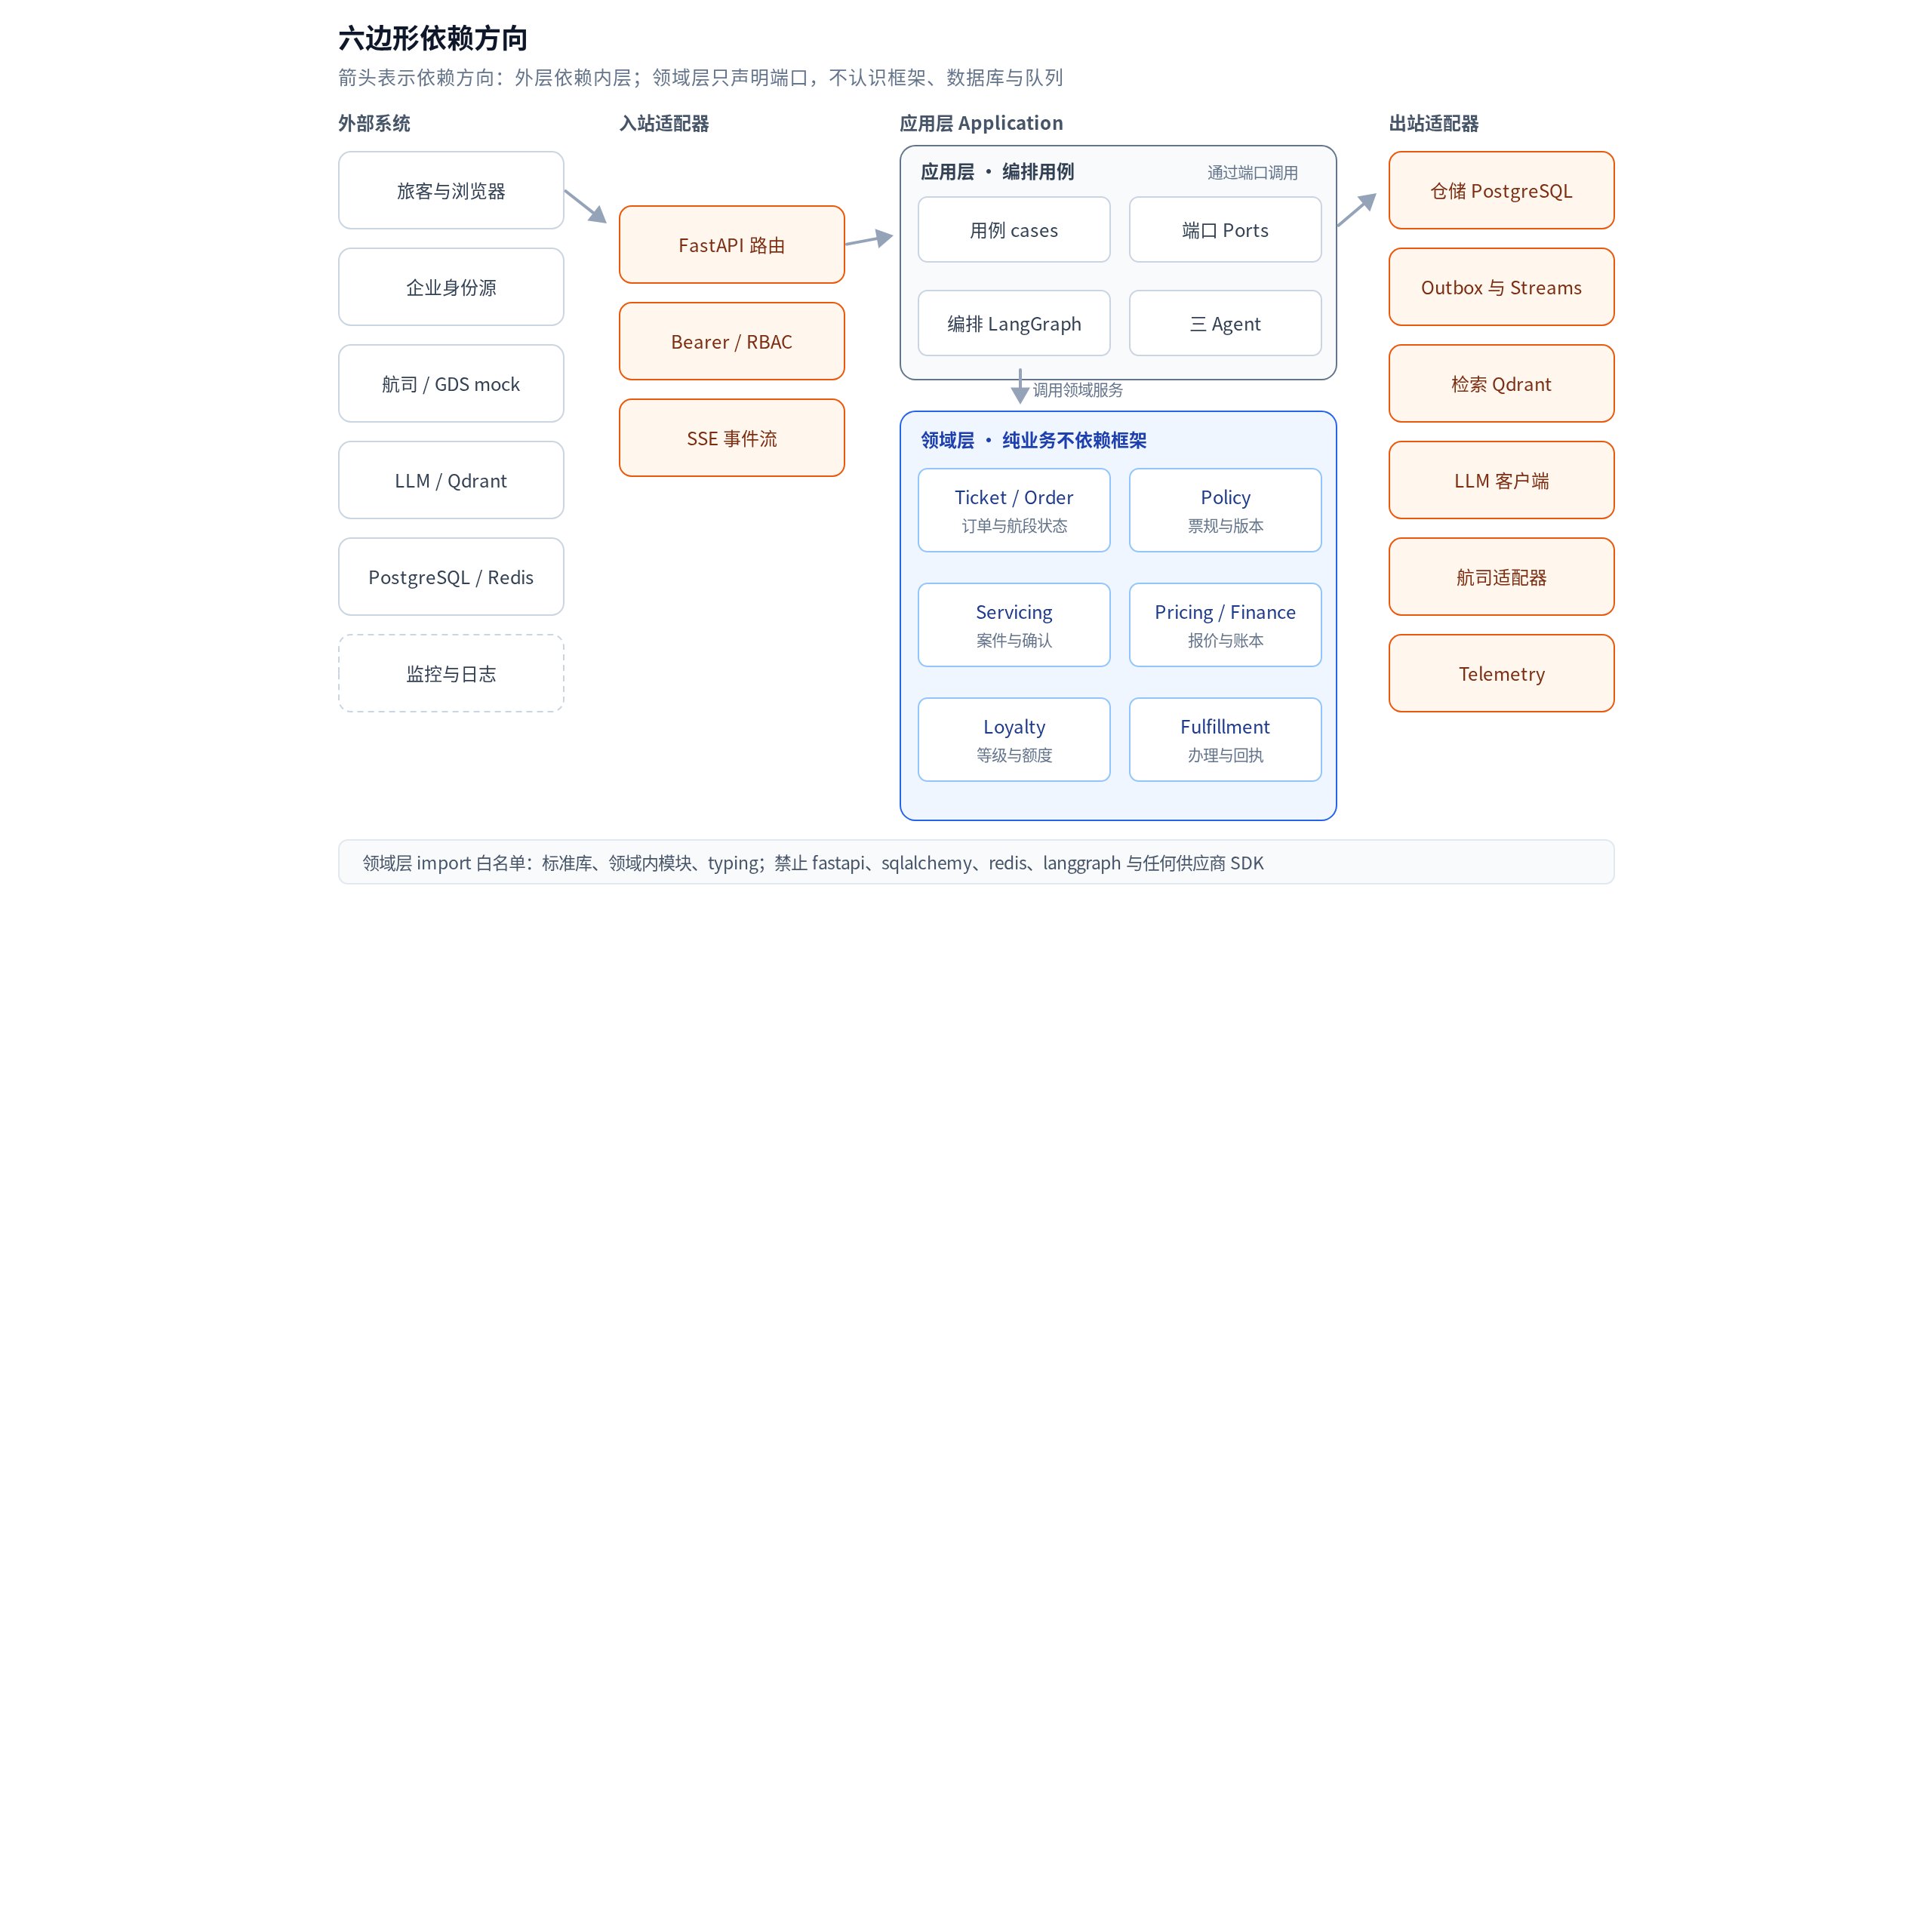 六边形依赖方向
箭头表示依赖方向：外层依赖内层；领域层只声明端口，不认识框架、数据库与队列
外部系统
旅客与浏览器
企业身份源
航司 / GDS mock
LLM / Qdrant
PostgreSQL / Redis
监控与日志
入站适配器
FastAPI 路由
Bearer / RBAC
SSE 事件流
应用层 Application
应用层 · 编排用例
通过端口调用
用例 cases
端口 Ports
编排 LangGraph
三 Agent
调用领域服务
领域层 · 纯业务不依赖框架
Ticket / Order
订单与航段状态
Policy
票规与版本
Servicing
案件与确认
Pricing / Finance
报价与账本
Loyalty
等级与额度
Fulfillment
办理与回执
出站适配器
仓储 PostgreSQL
Outbox 与 Streams
检索 Qdrant
LLM 客户端
航司适配器
Telemetry
领域层 import 白名单：标准库、领域内模块、typing；禁止 fastapi、sqlalchemy、redis、langgraph 与任何供应商 SDK